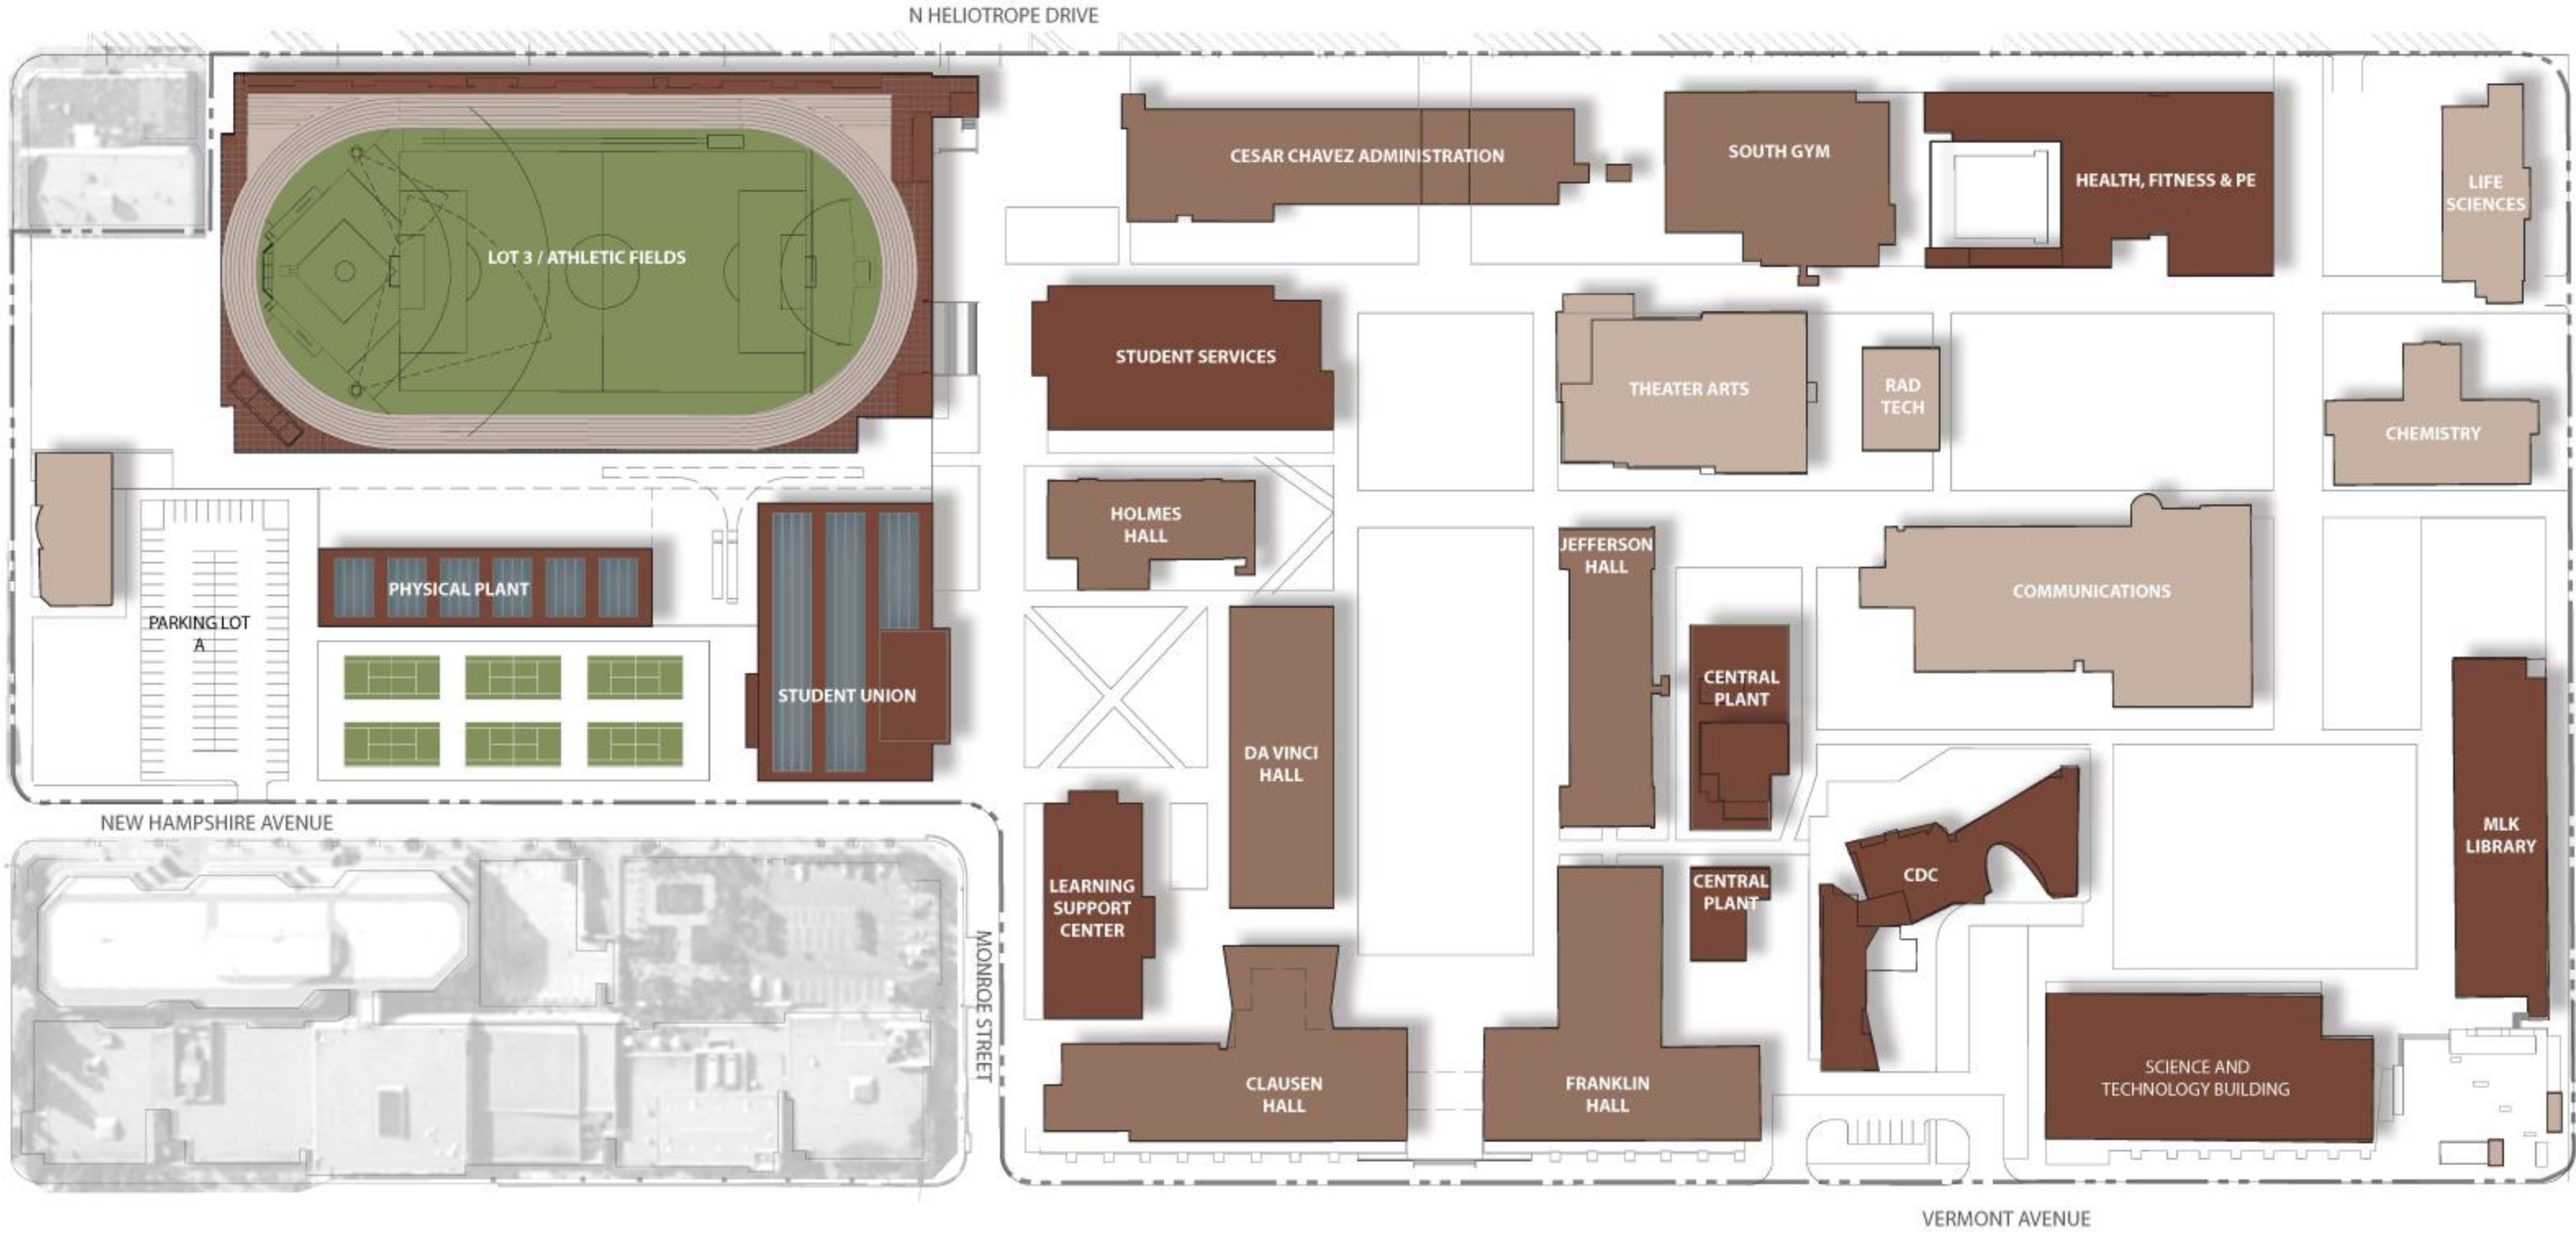 N HELIOTROPE DRIVE
CESAR CHAVEZ ADMINISTRATION
SOUTH GYM
HEALTH, FITNESS & PE
LIFE
SCIENCES
LOT 3 / ATHLETIC FIELDS
STUDENT SERVICES
THEATER ARTS
RAD
TECH
CHEMISTRY
HOLMES
HALL
JEFFERSON
HALL
COMMUNICATIONS
PHYSICAL PLANT
PARKING LOT
A
STUDENT UNION
CENTRAL
PLANT
DA VINCI
HALL
NEW HAMPSHIRE AVENUE
MLK
LIBRARY
LEARNING
SUPPORT
CENTER
CENTRAL
PLANT
CDC
MONROE STREET
CLAUSEN
HALL
FRANKLIN
HALL
SCIENCE AND
TECHNOLOGY BUILDING
VERMONT AVENUE